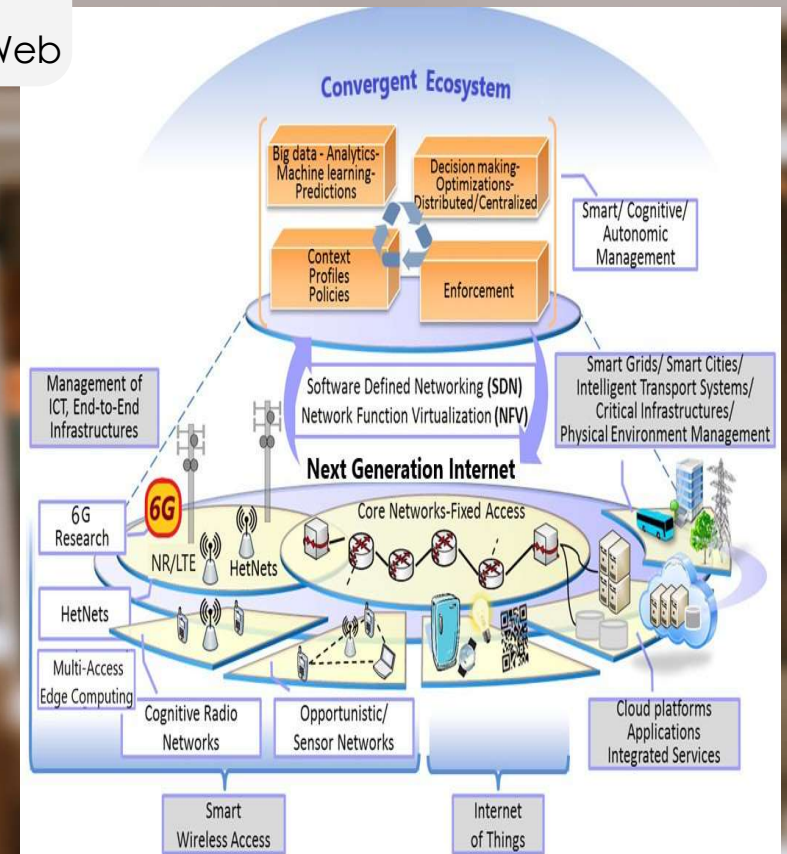 Convergent Ecosystem
Big data - Analytics-
Machine learning-
Predictions
Decision making-
Optimizations-
Distributed/Centralized
Context
Profiles
Policies
Enforcement
Smart/ Cognitive/
Autonomic
Management
Management of
ICT, End-to-End
Infrastructures
Software Defined Networking (SDN)
Network Function Virtualization (NFV)
Smart Grids/ Smart Cities/
Intelligent Transport Systems/
Critical Infrastructures/
Physical Environment Management
Next Generation Internet
6G
Research
6G
NR/LTE
HetNets
Core Networks-Fixed Access
HetNets
Multi-Access
Edge Computing
Cognitive Radio
Networks
Opportunistic/
Sensor Networks
Cloud platforms
Applications
Integrated Services
Smart
Wireless Access
Internet
of Things